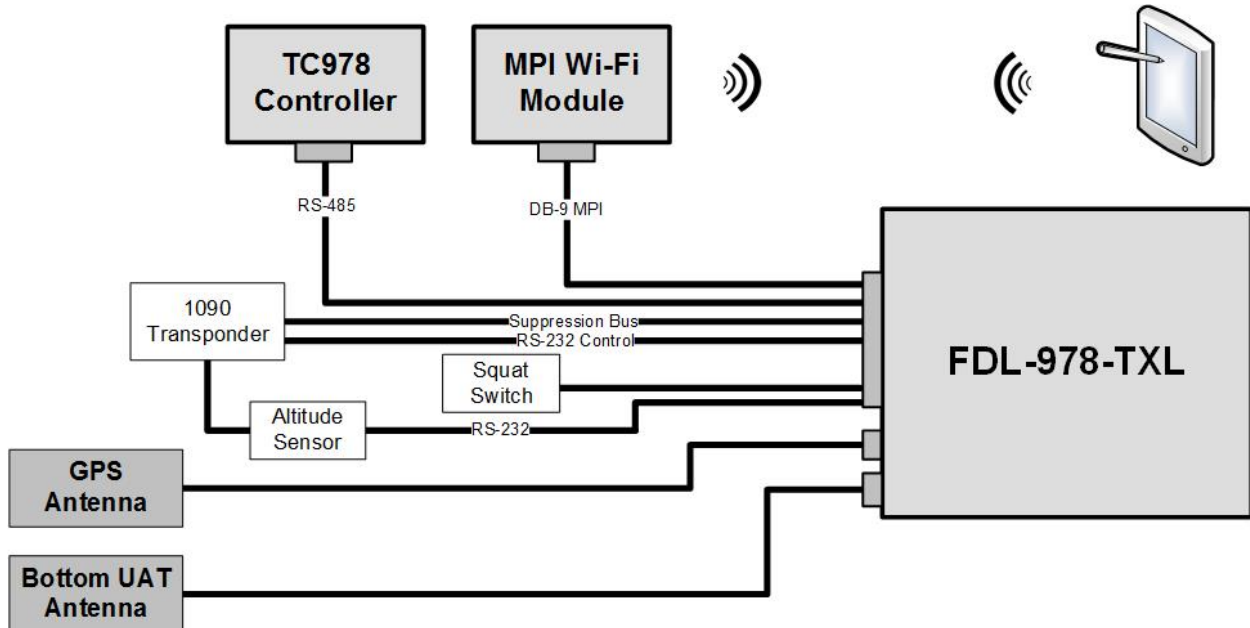 TC978
Controller
MPI Wi-Fi
Module
RS-485
DB-9 MPI
1090
Transponder
Suppression Bus
RS-232 Control
Squat
Switch
FDL-978-TXL
Altitude
Sensor
RS-232
GPS
Antenna
Bottom UAT
Antenna